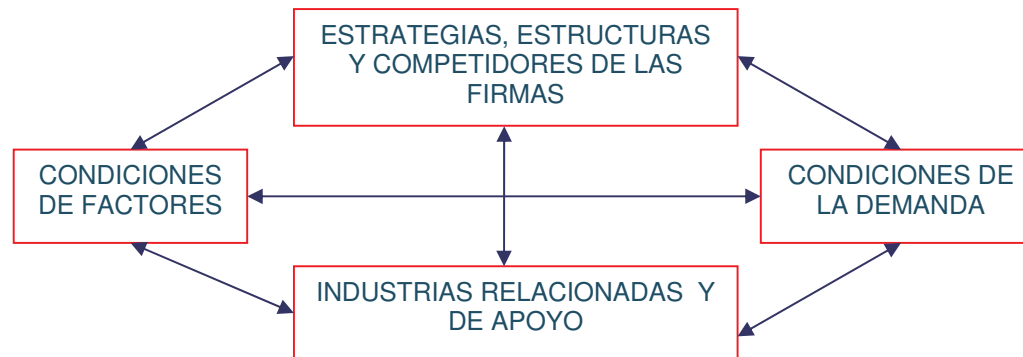 ESTRATEGIAS, ESTRUCTURAS
Y COMPETIDORES DE LAS
FIRMAS
CONDICIONES
DE FACTORES
CONDICIONES DE
LA DEMANDA
INDUSTRIAS RELACIONADAS Y
DE APOYO